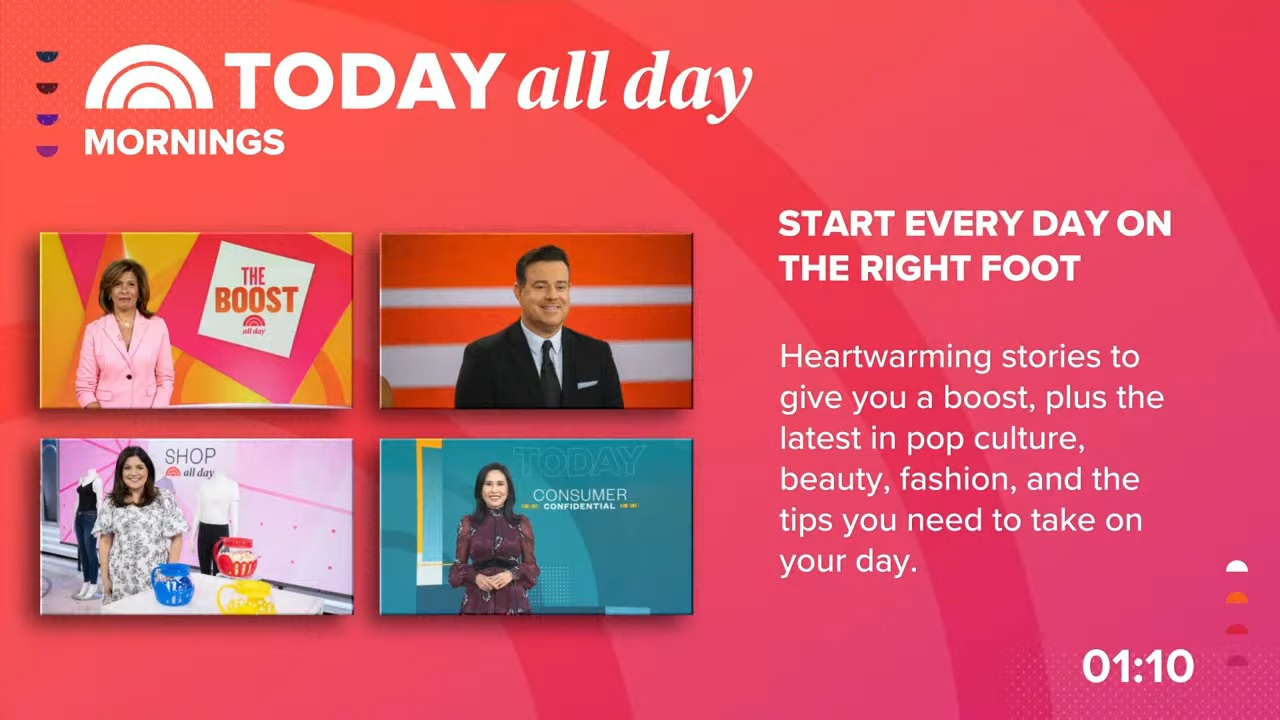 TODAY all day
MORNINGS
START EVERY DAY ON
THE RIGHT FOOT
THE
BOOST
all day
Heartwarming stories to
give you a boost, plus the
latest in pop culture,
beauty, fashion, and the
tips you need to take on
your day.
SHOP
all day
TODAY
CONSUMER
CONFIDENTIAL
01:10